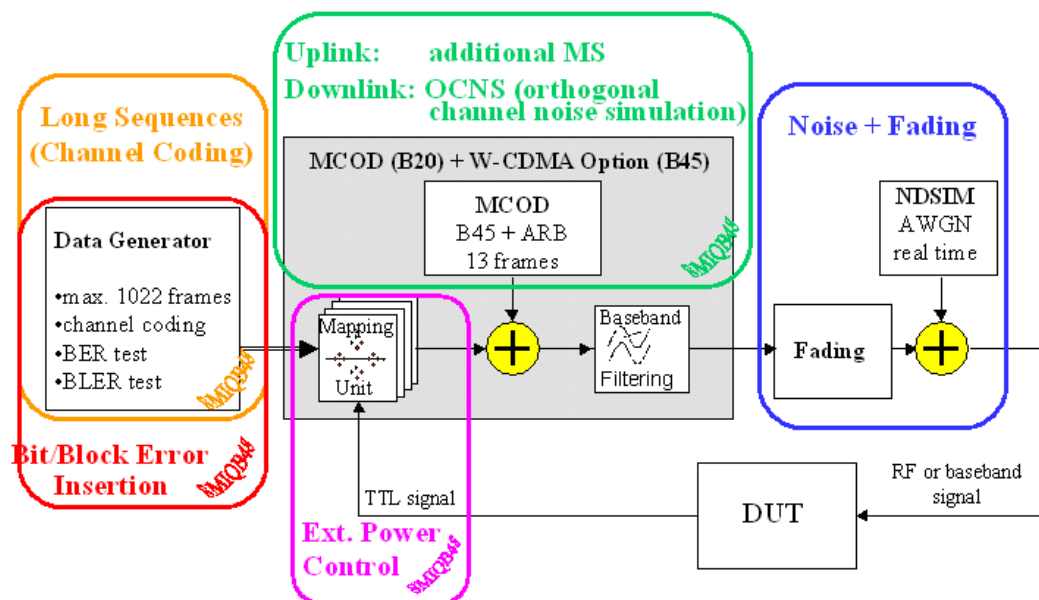 Uplink: additional MS
Downlink: OCNS (orthogonal
channel noise simulation)
Long Sequences
(Channel Coding)
Noise + Fading
MCOD (B20) + W-CDMA Option (B45)
MCOD
B45 + ARB
13 frames
SMIQB48
NDSIM
AWGN
real time
Data Generator
•max. 1022 frames
•channel coding
•BER test
•BLER test
SMIQB48
Mapping
Unit
Baseband
Filtering
Fading
Bit/Block Error
Insertion
SMIQB48
TTL signal
Ext. Power
Control
SMIQB48
DUT
RF or baseband
signal